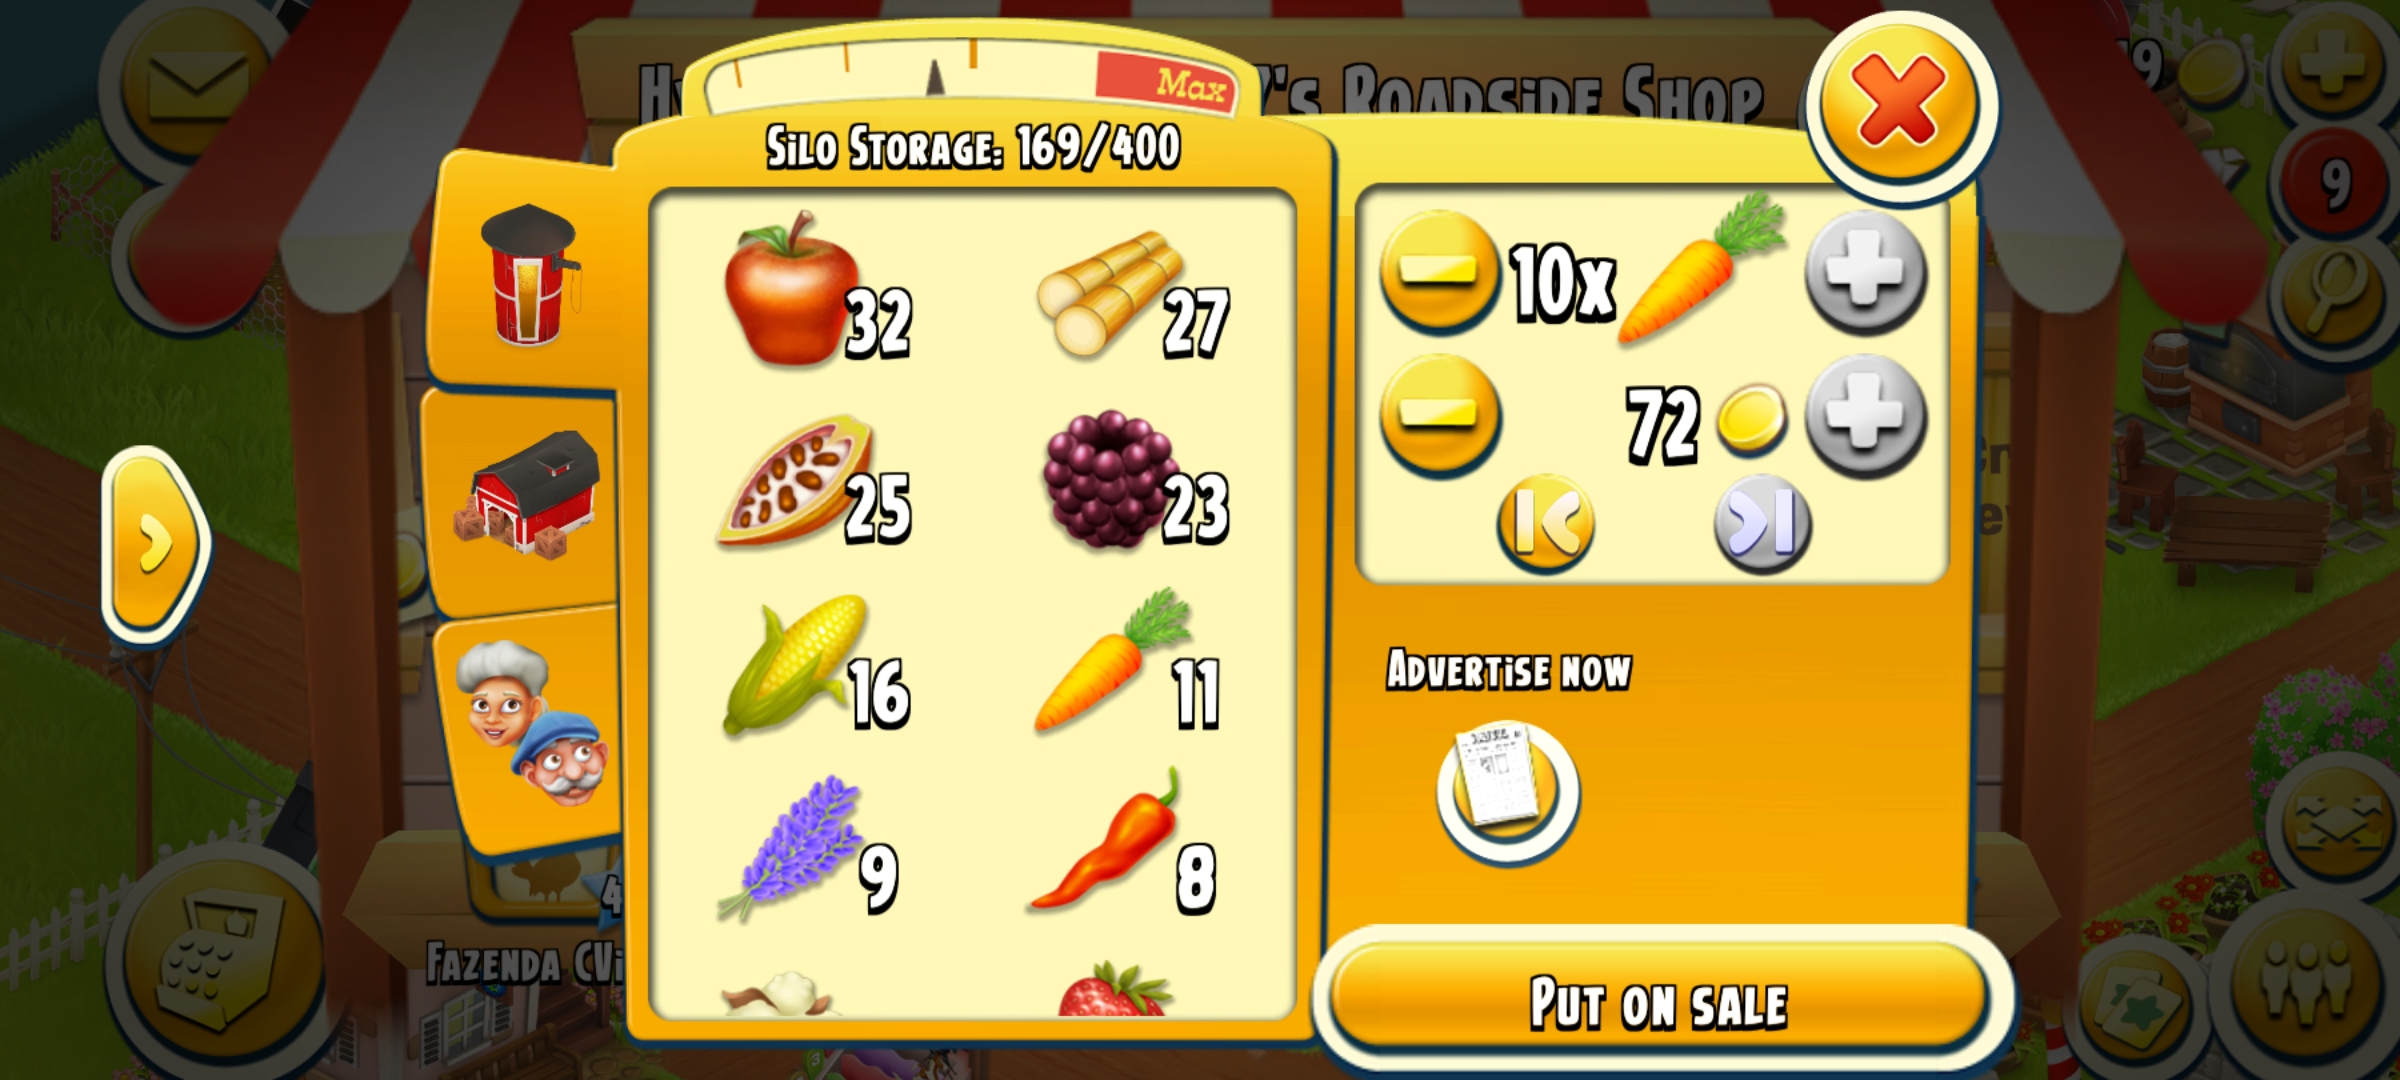 Max
Silo Storage: 169/400
's Roadside Shop
9
32
27
25
23
16
11
9
8
10x
72
Advertise now
Put on sale
Fazenda